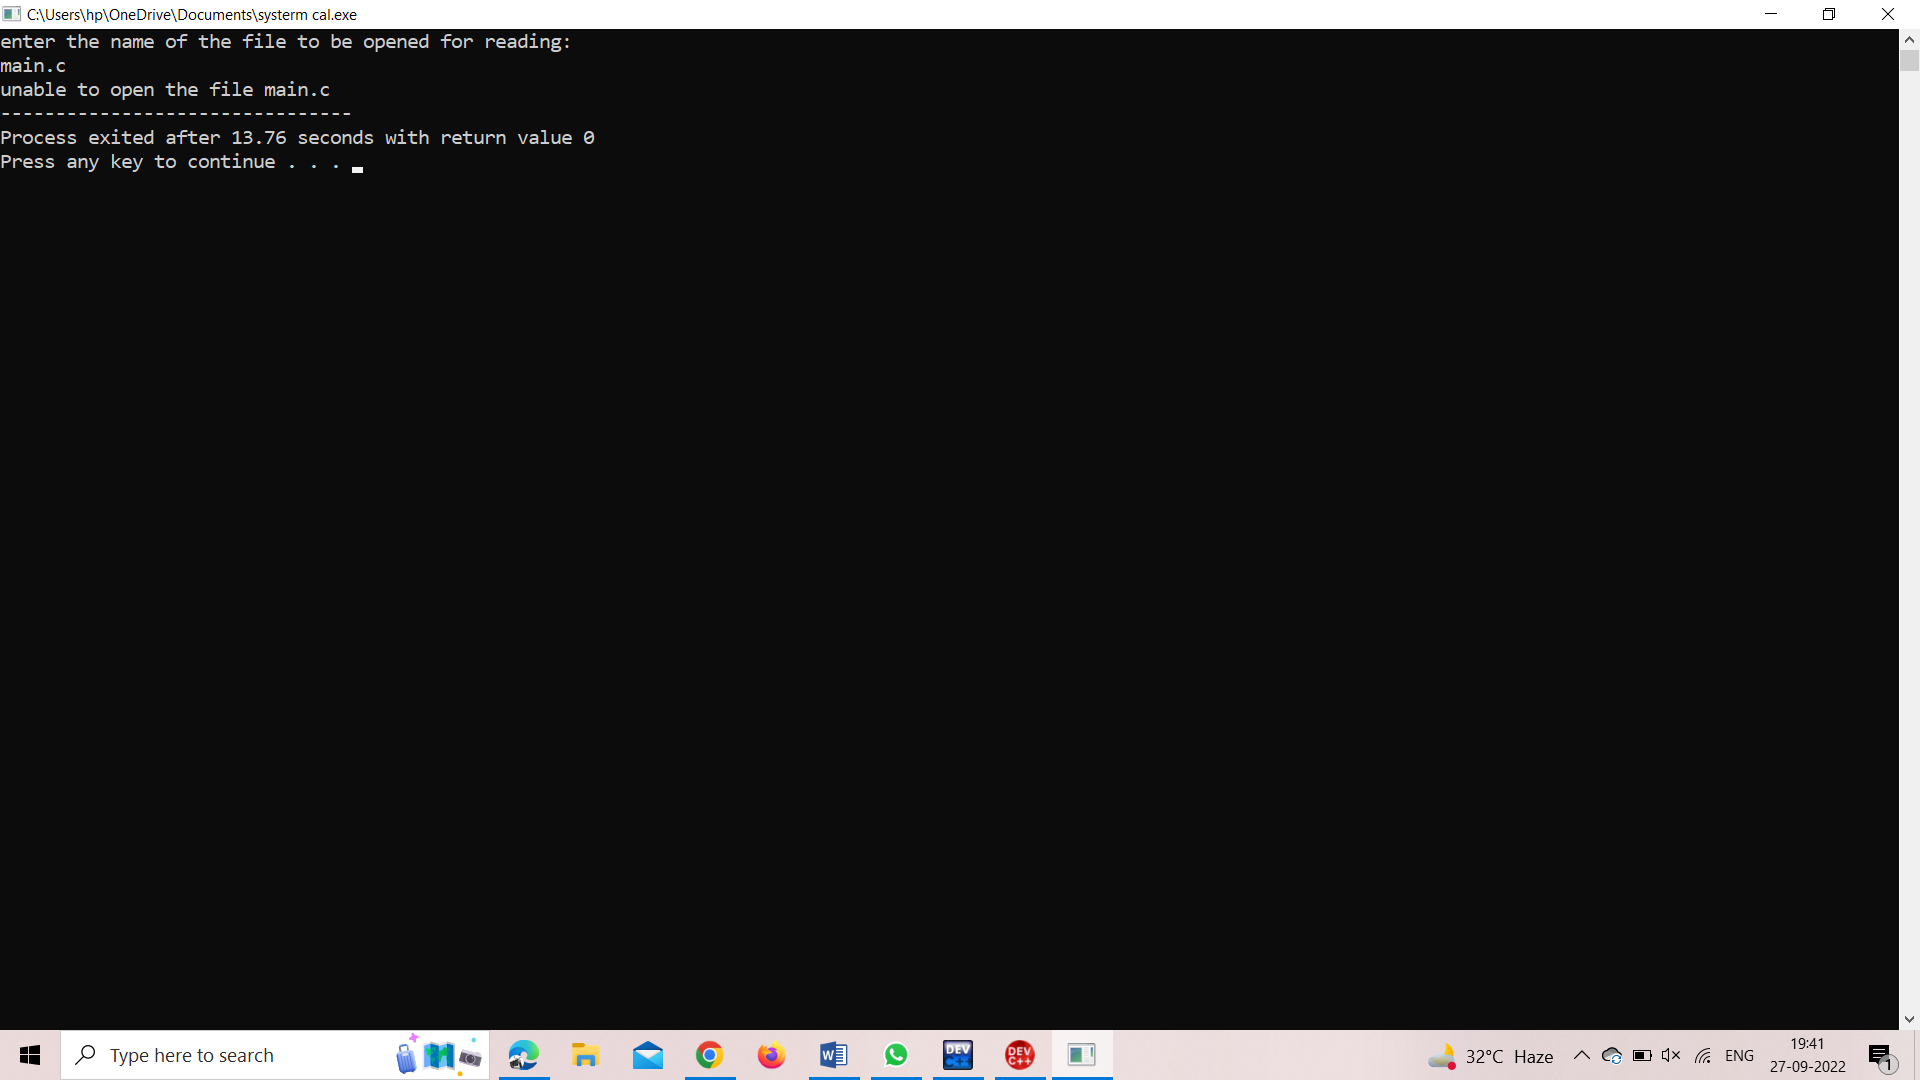 C:\Users\hp\OneDrive\Documents\systerm cal.exe
enter the name of the file to be opened for reading:
main.c
unable to open the file main.c
--------------------------------
Process exited after 13.76 seconds with return value 0
Press any key to continue . . .
Type here to search
W
DEV C++
DEV C++
32°C Haze
ENG
19:41
27-09-2022
1